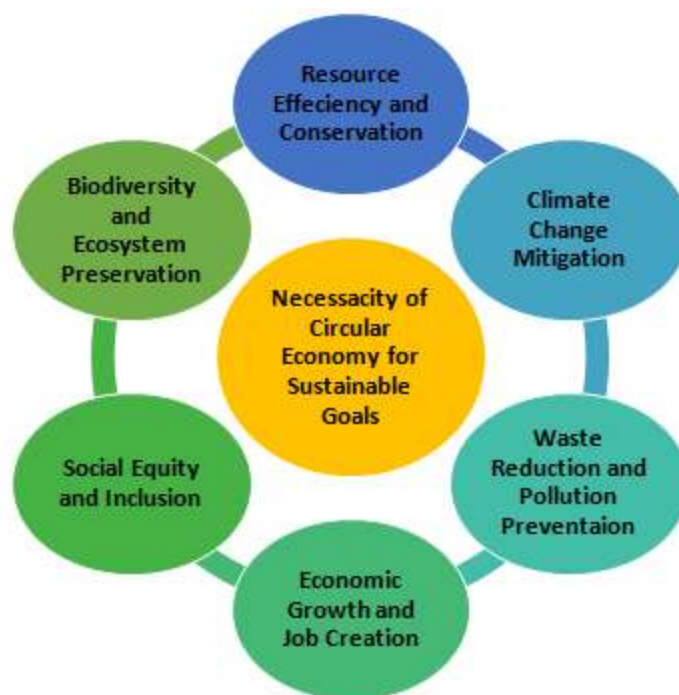 Resource
Effeciency and
Conservation
Climate
Change
Mitigation
Waste
Reduction and
Pollution
Preventaion
Economic
Growth and
Job Creation
Social Equity
and Inclusion
Biodiversity
and
Ecosystem
Preservation
Necessacity of
Circular
Economy for
Sustainable
Goals